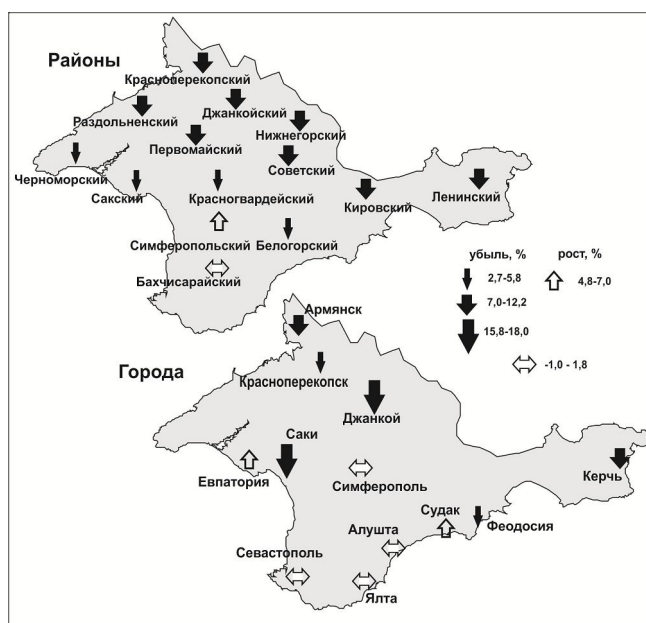 Районы
Красноперекопский
Джанкойский
Раздольненский
Нижнегорский
Первомайский
Советский
Черноморский
Сакский
Красногвардейский
Кировский
Ленинский
Симферопольский
Белогорский
Бахчисарайский
убыль, %
рост, %
2,7-5,8
4,8-7,0
7,0-12,2
15,8-18,0
-1,0 - 1,8
Города
Армянск
Красноперекопск
Джанкой
Саки
Евпатория
Симферополь
Керчь
Судак
Феодосия
Алушта
Севастополь
Ялта